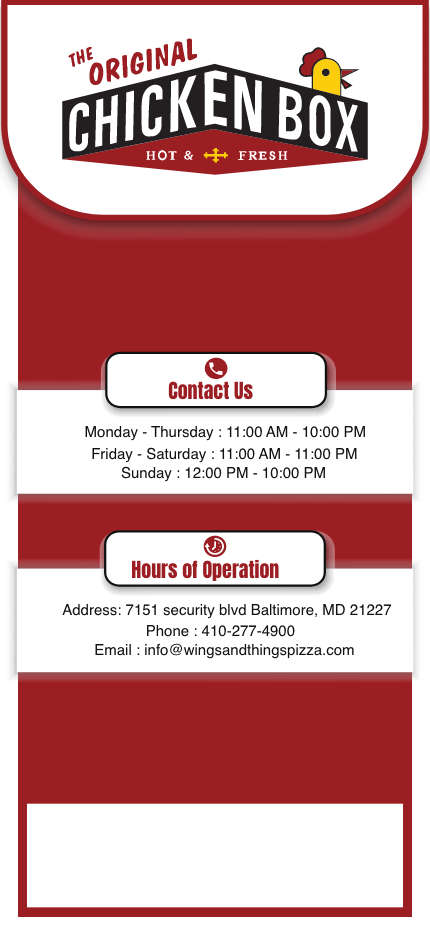 THE
ORIGINAL
CHICKEN BOX
HOT & FRESH
Contact Us
Monday - Thursday : 11:00 AM - 10:00 PM
Friday - Saturday : 11:00 AM - 11:00 PM
Sunday : 12:00 PM - 10:00 PM
Hours of Operation
Address: 7151 security blvd Baltimore, MD 21227
Phone : 410-277-4900
Email : info@wingsandthingspizza.com